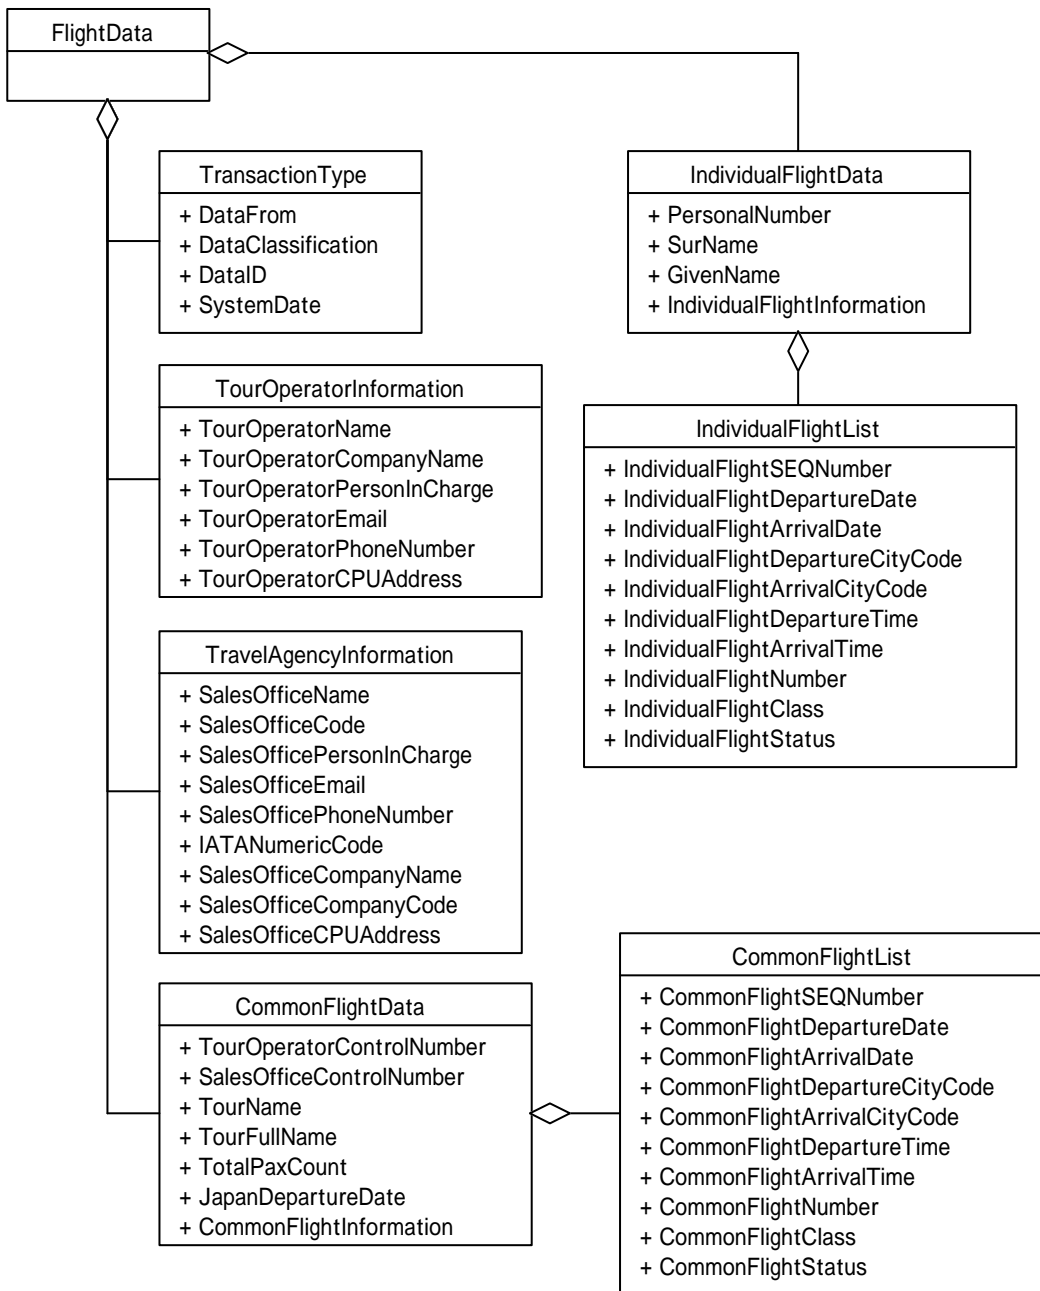 FlightData
TransactionType
+ DataFrom
+ DataClassification
+ DataID
+ SystemDate
IndividualFlightData
+ PersonalNumber
+ SurName
+ GivenName
+ IndividualFlightInformation
TourOperatorInformation
+ TourOperatorName
+ TourOperatorCompanyName
+ TourOperatorPersonInCharge
+ TourOperatorEmail
+ TourOperatorPhoneNumber
+ TourOperatorCPUAddress
IndividualFlightList
+ IndividualFlightSEQNumber
+ IndividualFlightDepartureDate
+ IndividualFlightArrivalDate
+ IndividualFlightDepartureCityCode
+ IndividualFlightArrivalCityCode
+ IndividualFlightDepartureTime
+ IndividualFlightArrivalTime
+ IndividualFlightNumber
+ IndividualFlightClass
+ IndividualFlightStatus
TravelAgencyInformation
+ SalesOfficeName
+ SalesOfficeCode
+ SalesOfficePersonInCharge
+ SalesOfficeEmail
+ SalesOfficePhoneNumber
+ IATANumericCode
+ SalesOfficeCompanyName
+ SalesOfficeCompanyCode
+ SalesOfficeCPUAddress
CommonFlightData
+ TourOperatorControlNumber
+ SalesOfficeControlNumber
+ TourName
+ TourFullName
+ TotalPaxCount
+ JapanDepartureDate
+ CommonFlightInformation
CommonFlightList
+ CommonFlightSEQNumber
+ CommonFlightDepartureDate
+ CommonFlightArrivalDate
+ CommonFlightDepartureCityCode
+ CommonFlightArrivalCityCode
+ CommonFlightDepartureTime
+ CommonFlightArrivalTime
+ CommonFlightNumber
+ CommonFlightClass
+ CommonFlightStatus